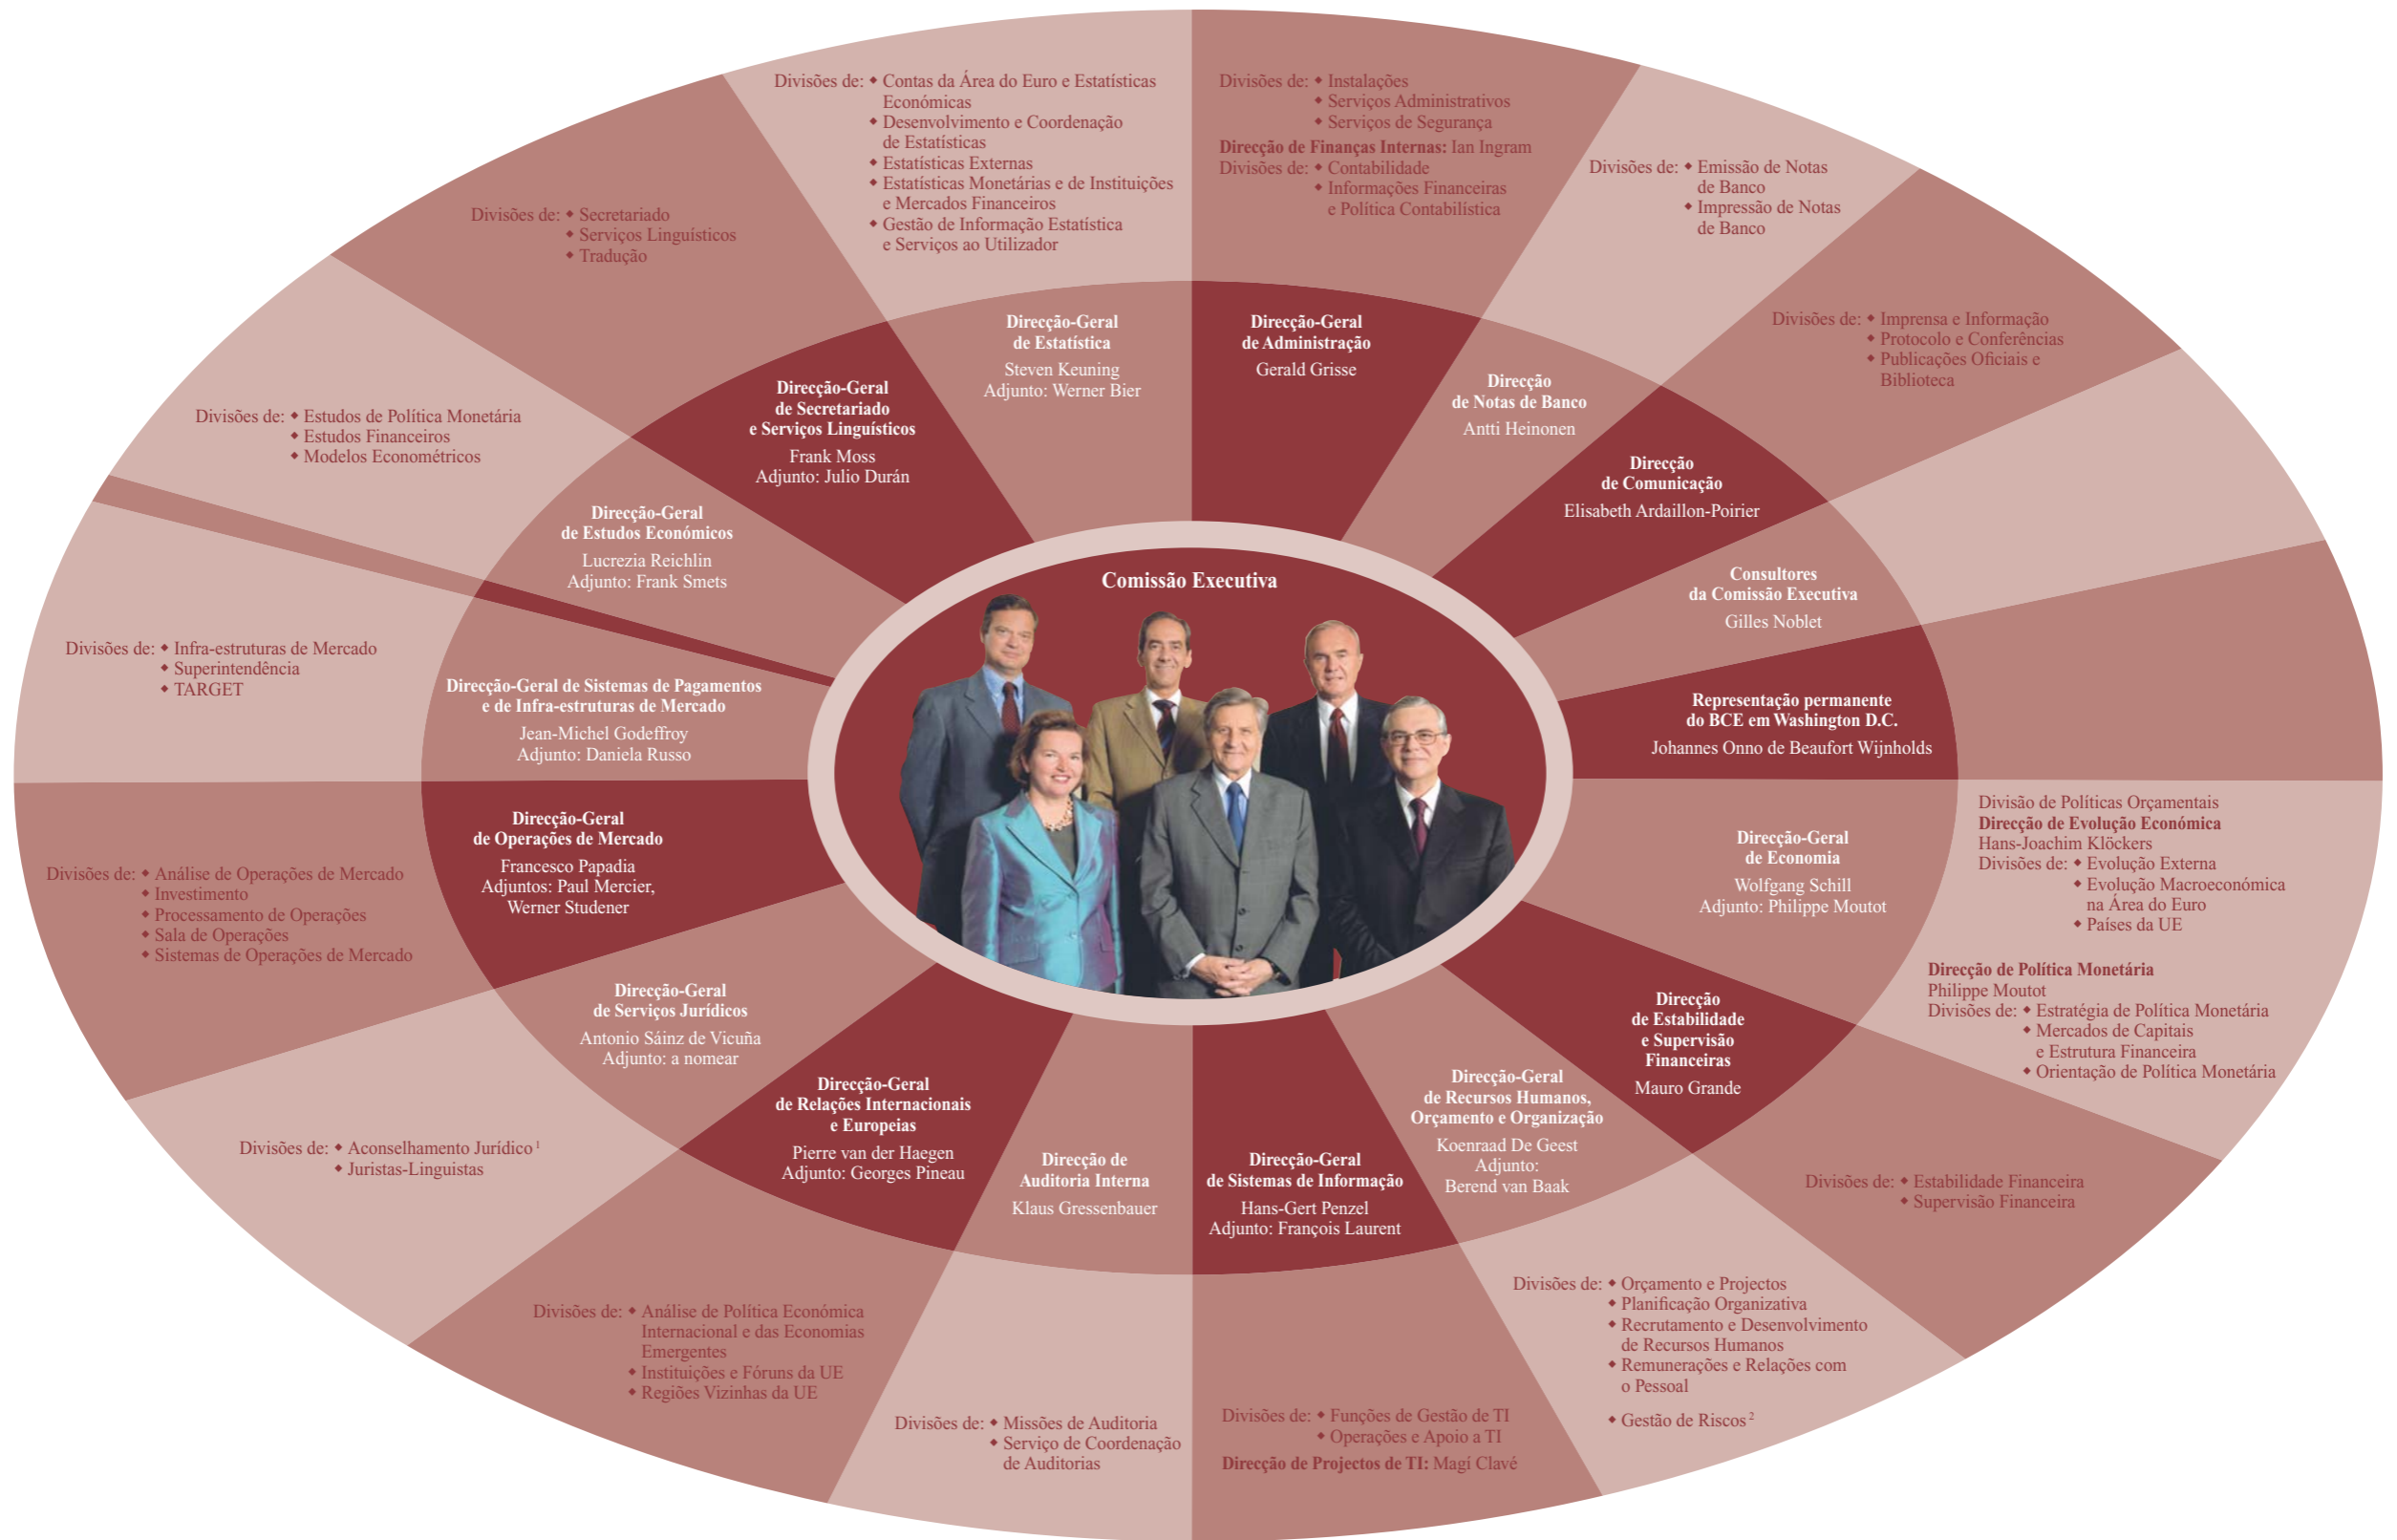 Divisões de: ◆ Contas da Área do Euro e Estatísticas
Económicas
◆ Desenvolvimento e Coordenação
de Estatísticas
◆ Estatísticas Externas
◆ Estatísticas Monetárias e de Instituições
e Mercados Financeiros
◆ Gestão de Informação Estatística
e Serviços ao Utilizador
Divisões de: ◆ Instalações
◆ Serviços Administrativos
◆ Serviços de Segurança
Direcção de Finanças Internas: Ian Ingram
Divisões de: ◆ Contabilidade
◆ Informações Financeiras
e Política Contabilística
Divisões de: ◆ Emissão de Notas
de Banco
◆ Impressão de Notas
de Banco
Divisões de: ◆ Imprensa e Informação
◆ Protocolo e Conferências
◆ Publicações Oficiais e
Biblioteca
Divisões de: ◆ Secretariado
◆ Serviços Linguísticos
◆ Tradução
Divisões de: ◆ Estudos de Política Monetária
◆ Estudos Financeiros
◆ Modelos Econométricos
Divisões de: ◆ Infra-estruturas de Mercado
◆ Superintendência
◆ TARGET
Divisões de: ◆ Análise de Operações de Mercado
◆ Investimento
◆ Processamento de Operações
◆ Sala de Operações
◆ Sistemas de Operações de Mercado
Divisões de: ◆ Aconselhamento Jurídico ¹
◆ Juristas-Linguistas
Divisões de: ◆ Análise de Política Económica
Internacional e das Economias
Emergentes
◆ Instituições e Fóruns da UE
◆ Regiões Vizinhas da UE
Divisões de: ◆ Missões de Auditoria
◆ Serviço de Coordenação
de Auditorias
Divisões de: ◆ Funções de Gestão de TI
◆ Operações e Apoio a TI
Direcção de Projectos de TI: Magí Clavé
Divisões de: ◆ Orçamento e Projectos
◆ Planificação Organizativa
◆ Recrutamento e Desenvolvimento
de Recursos Humanos
◆ Remunerações e Relações com
o Pessoal
◆ Gestão de Riscos ²
Divisões de: ◆ Estabilidade Financeira
◆ Supervisão Financeira
Divisão de Políticas Orçamentais
Direcção de Evolução Económica
Hans-Joachim Klöckers
Divisões de: ◆ Evolução Externa
◆ Evolução Macroeconómica
na Área do Euro
◆ Países da UE
Direcção de Política Monetária
Philippe Moutot
Divisões de: ◆ Estratégia de Política Monetária
◆ Mercados de Capitais
e Estrutura Financeira
◆ Orientação de Política Monetária
Direcção-Geral
de Estatística
Steven Keuning
Adjunto: Werner Bier
Direcção-Geral
de Administração
Gerald Grisse
Direcção
de Notas de Banco
Antti Heinonen
Direcção
de Comunicação
Elisabeth Ardaillon-Poirier
Consultores
da Comissão Executiva
Gilles Noblet
Representação permanente
do BCE em Washington D.C.
Johannes Onno de Beaufort Wijnholds
Direcção-Geral
de Economia
Wolfgang Schill
Adjunto: Philippe Moutot
Direcção
de Estabilidade
e Supervisão
Financeiras
Mauro Grande
Direcção-Geral
de Recursos Humanos,
Orçamento e Organização
Koenraad De Geest
Adjunto:
Berend van Baak
Direcção-Geral
de Sistemas de Informação
Hans-Gert Penzel
Adjunto: François Laurent
Direcção de
Auditoria Interna
Klaus Gressenbauer
Direcção-Geral
de Relações Internacionais
e Europeias
Pierre van der Haegen
Adjunto: Georges Pineau
Direcção-Geral
de Serviços Jurídicos
Antonio Sáinz de Vicuña
Adjunto: a nomear
Direcção-Geral
de Operações de Mercado
Francesco Papadia
Adjuntos: Paul Mercier,
Werner Studener
Direcção-Geral de Sistemas de Pagamentos
e de Infra-estruturas de Mercado
Jean-Michel Godeffroy
Adjunto: Daniela Russo
Direcção-Geral
de Estudos Económicos
Lucrezia Reichlin
Adjunto: Frank Smets
Direcção-Geral
de Secretariado
e Serviços Linguísticos
Frank Moss
Adjunto: Julio Durán
Comissão Executiva